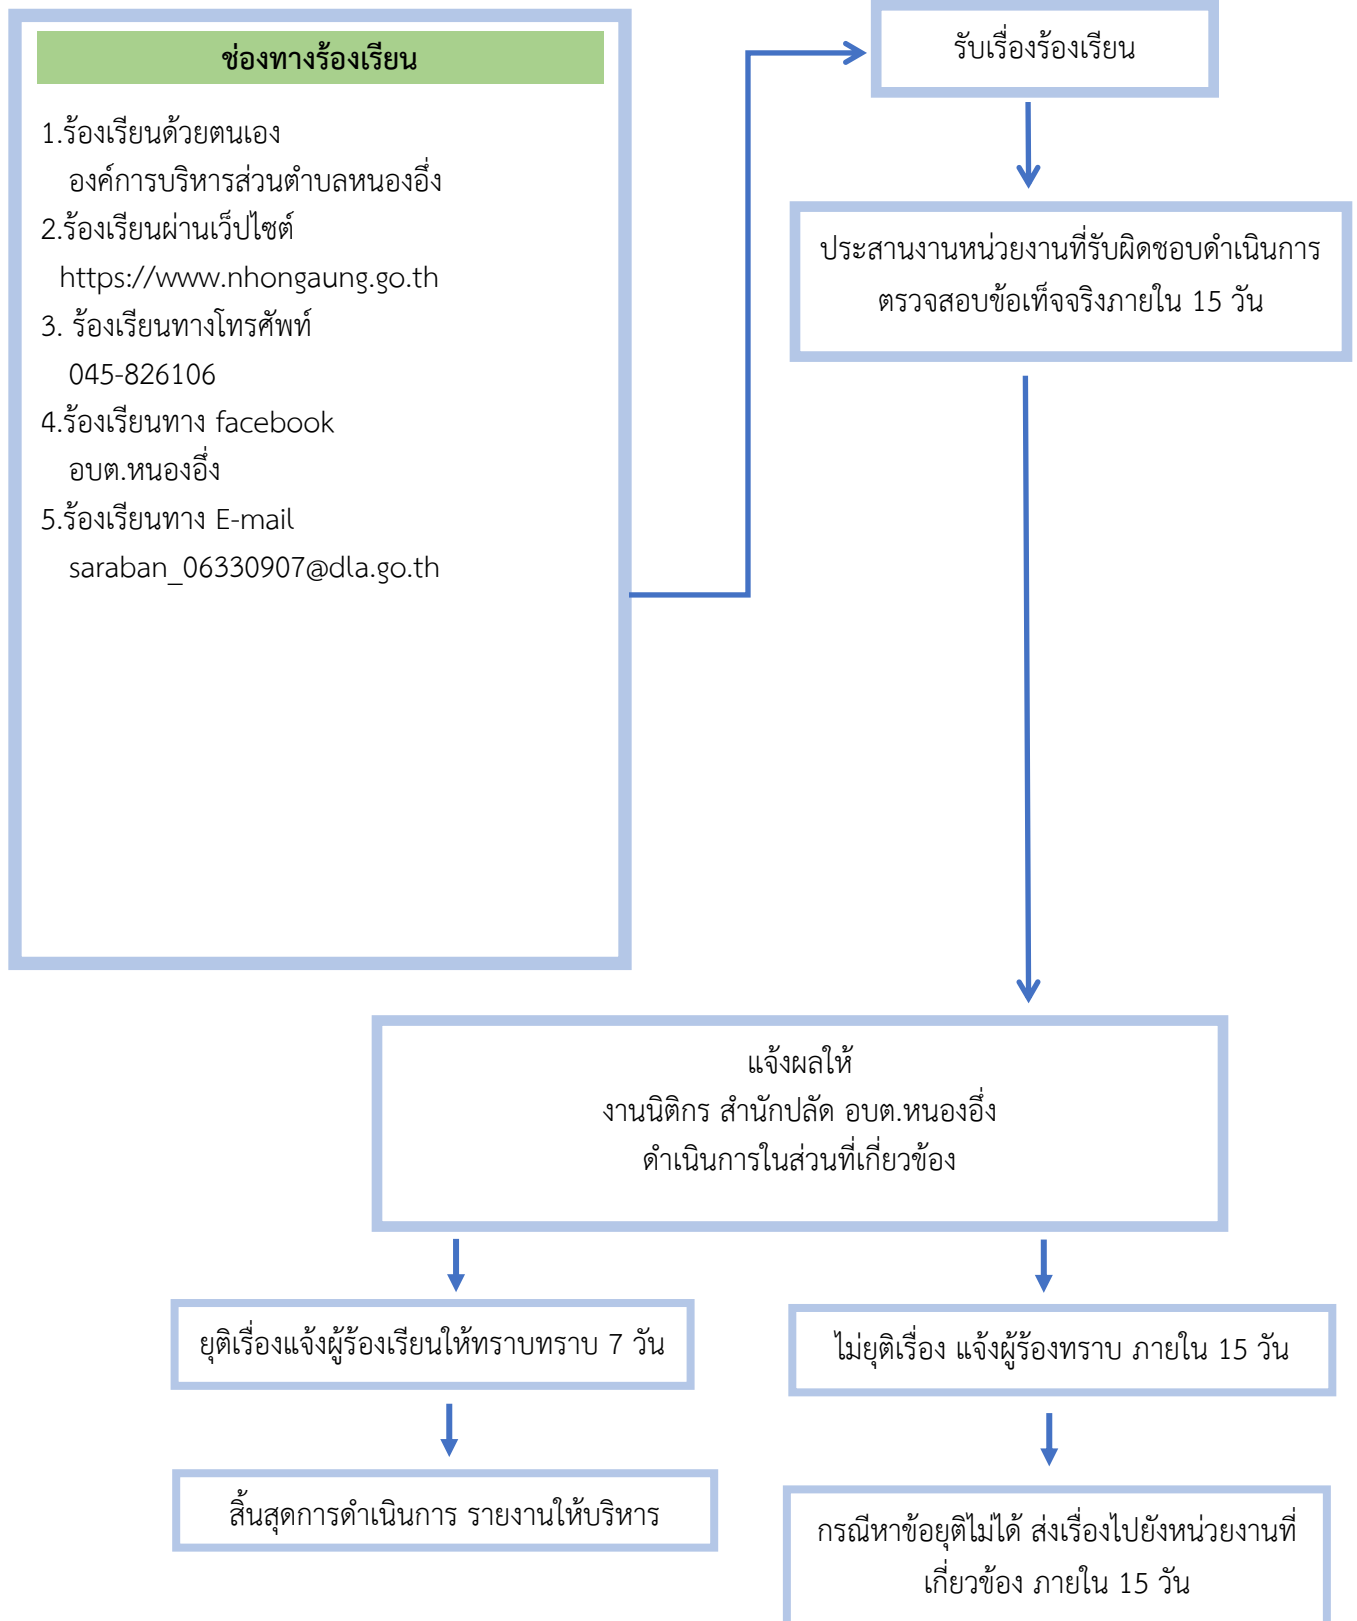 ช่องทางร้องเรียน
1.ร้องเรียนด้วยตนเอง
องค์การบริหารส่วนตำบลหนองอึ่ง
2.ร้องเรียนผ่านเว็ปไซต์
https://www.nhongaung.go.th
3. ร้องเรียนทางโทรศัพท์
045-826106
4.ร้องเรียนทาง facebook
อบต.หนองอึ่ง
5.ร้องเรียนทาง E-mail
saraban_06330907@dla.go.th
รับเรื่องร้องเรียน
ประสานงานหน่วยงานที่รับผิดชอบดำเนินการ
ตรวจสอบข้อเท็จจริงภายใน 15 วัน
แจ้งผลให้
งานนิติกร สำนักปลัด อบต.หนองอึ่ง
ดำเนินการในส่วนที่เกี่ยวข้อง
ยุติเรื่องแจ้งผู้ร้องเรียนให้ทราบทราบ 7 วัน
ไม่ยุติเรื่อง แจ้งผู้ร้องทราบ ภายใน 15 วัน
สิ้นสุดการดำเนินการ รายงานให้บริหาร
กรณีหาข้อยุติไม่ได้ ส่งเรื่องไปยังหน่วยงานที่
เกี่ยวข้อง ภายใน 15 วัน